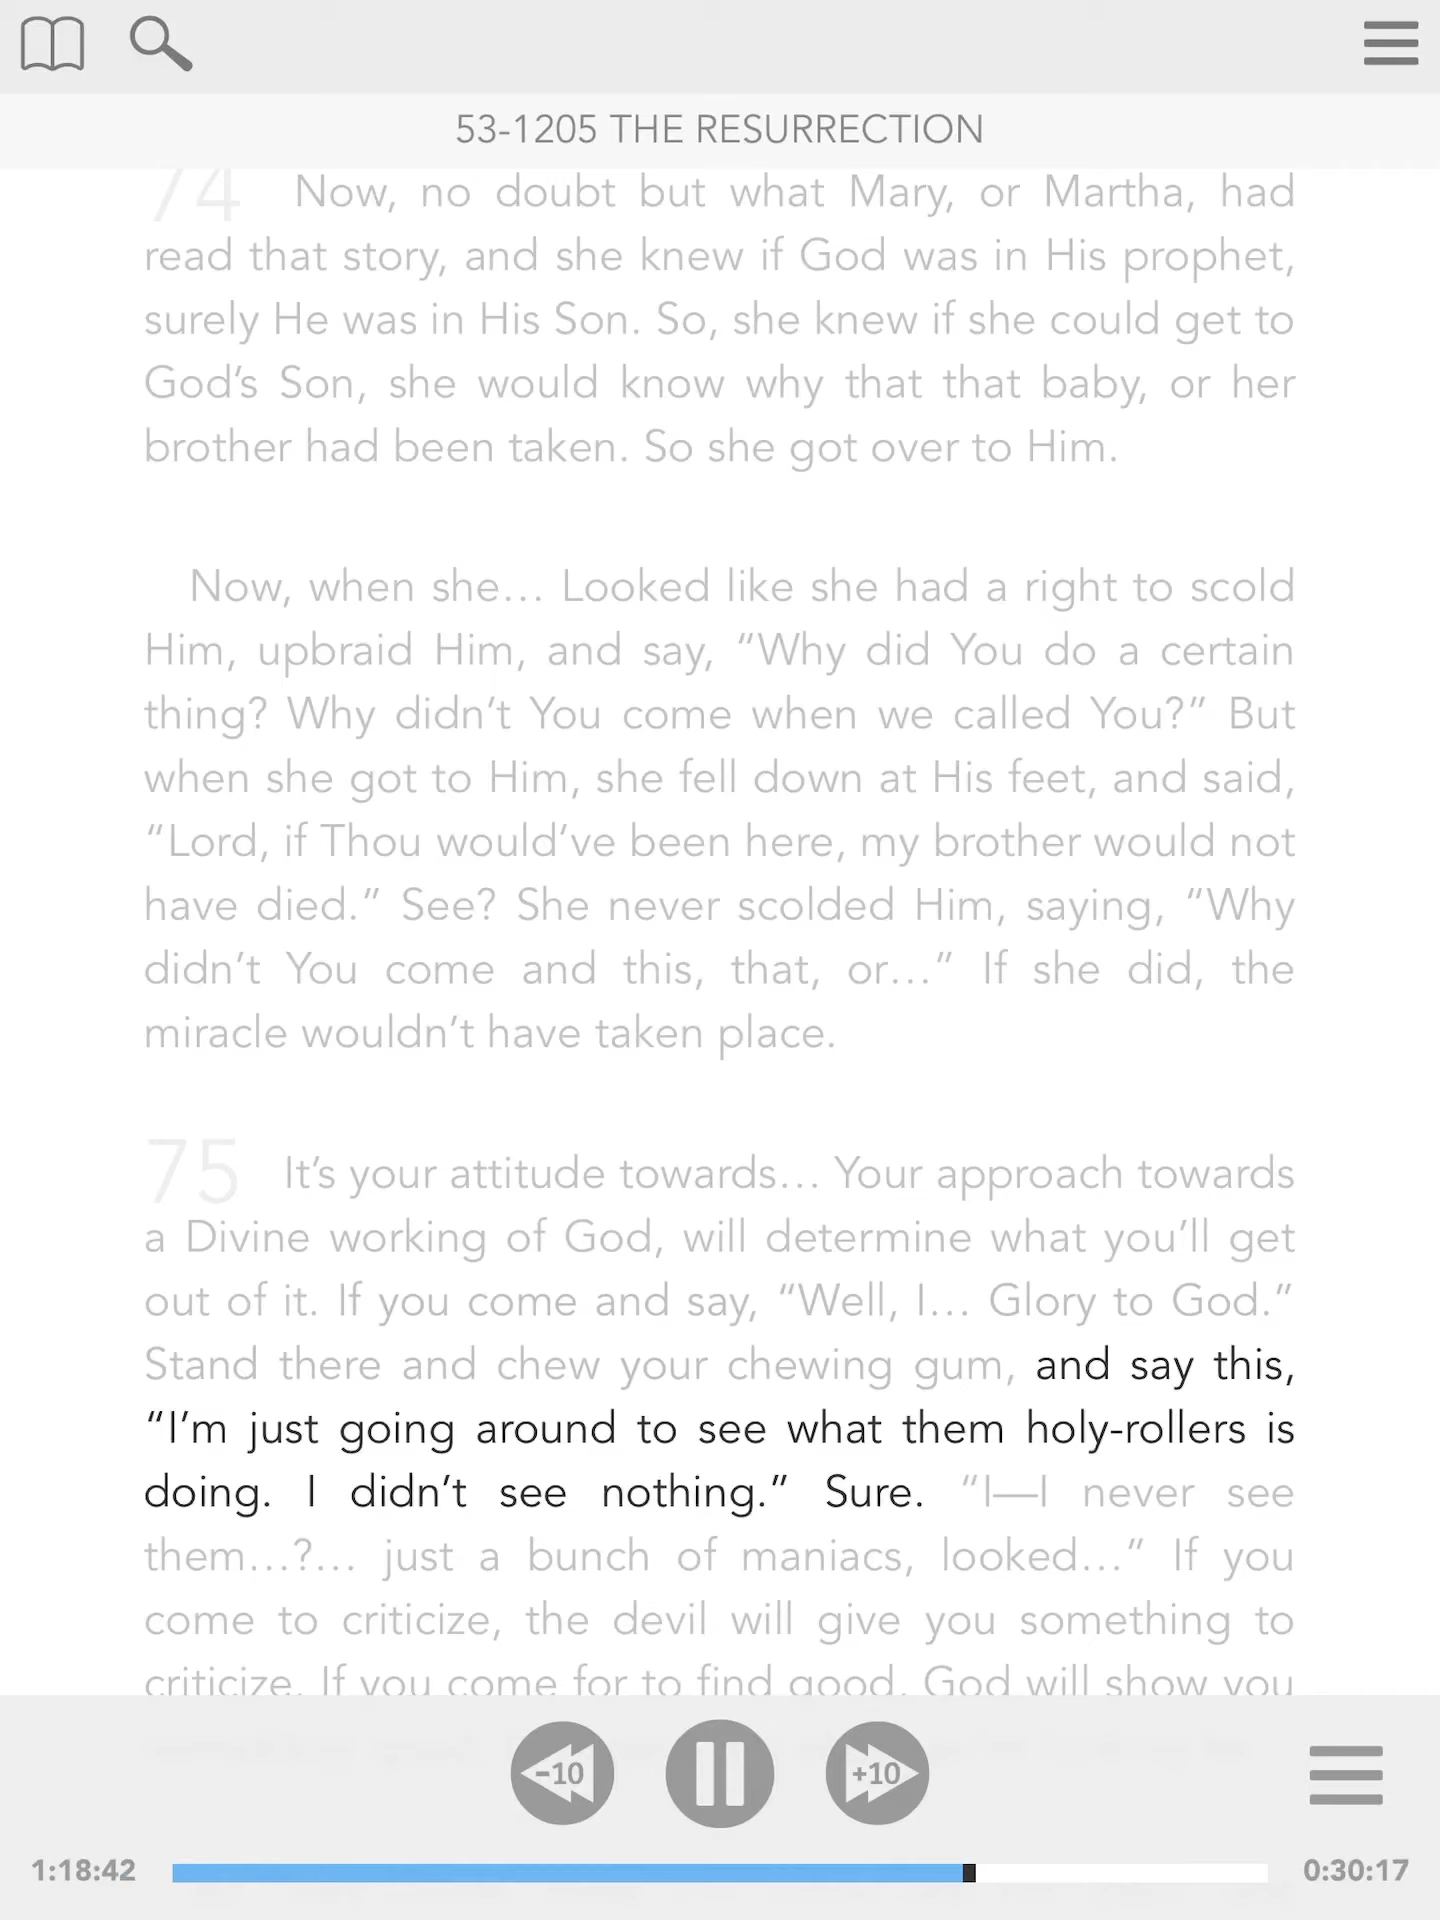 53-1205 THE RESURRECTION
74 Now, no doubt but what Mary, or Martha, had
read that story, and she knew if God was in His prophet,
surely He was in His Son. So, she knew if she could get to
God’s Son, she would know why that that baby, or her
brother had been taken. So she got over to Him.
Now, when she… Looked like she had a right to scold
Him, upbraid Him, and say, “Why did You do a certain
thing? Why didn’t You come when we called You?” But
when she got to Him, she fell down at His feet, and said,
“Lord, if Thou would’ve been here, my brother would not
have died.” See? She never scolded Him, saying, “Why
didn’t You come and this, that, or…” If she did, the
miracle wouldn’t have taken place.
75 It’s your attitude towards… Your approach towards
a Divine working of God, will determine what you’ll get
out of it. If you come and say, “Well, I… Glory to God.”
Stand there and chew your chewing gum, and say this,
“I’m just going around to see what them holy-rollers is
doing. I didn’t see nothing.” Sure. “I—I never see
them…?… just a bunch of maniacs, looked…” If you
come to criticize, the devil will give you something to
criticize. If you come for to find good, God will show you
-10 +10
1:18:42 0:30:17